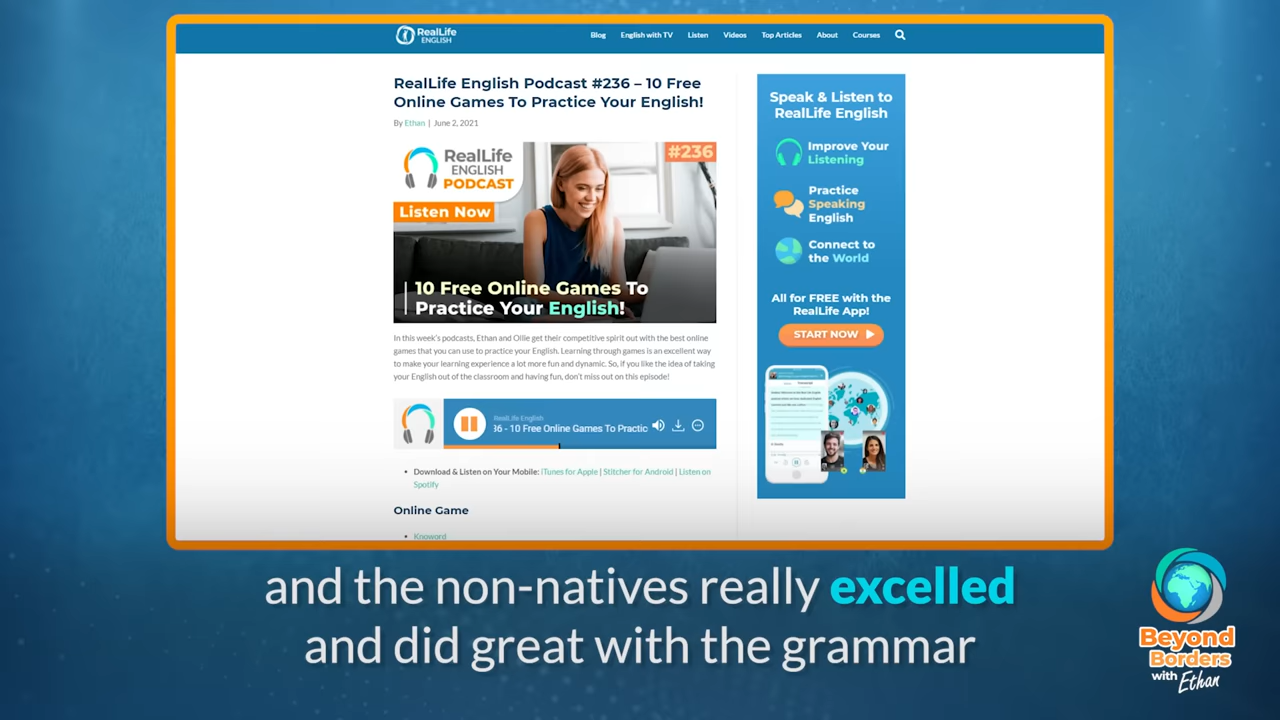 RealLife
ENGLISH
Blog English with TV Listen Videos Top Articles About Courses
RealLife English Podcast #236 – 10 Free
Online Games To Practice Your English!
By Ethan | June 2, 2021
RealLife
ENGLISH
PODCAST
#236
Listen Now
10 Free Online Games To
Practice Your English!
In this week's podcasts, Ethan and Ollie get their competitive spirit out with the best online
games that you can use to practice your English. Learning through games is an excellent way
to make your learning experience a lot more fun and dynamic. So, if you like the idea of taking
your English out of the classroom and having fun, don't miss out on this episode!
RealLife English
36 - 10 Free Online Games To Practic
• Download & Listen on Your Mobile: iTunes for Apple | Stitcher for Android | Listen on
Spotify
Online Game
• Knoword
Speak & Listen to
RealLife English
Improve Your
Listening
Practice
Speaking
English
Connect to
the World
All for FREE with the
RealLife App!
START NOW
and the non-natives really excelled
and did great with the grammar
Beyond
Borders
with Ethan